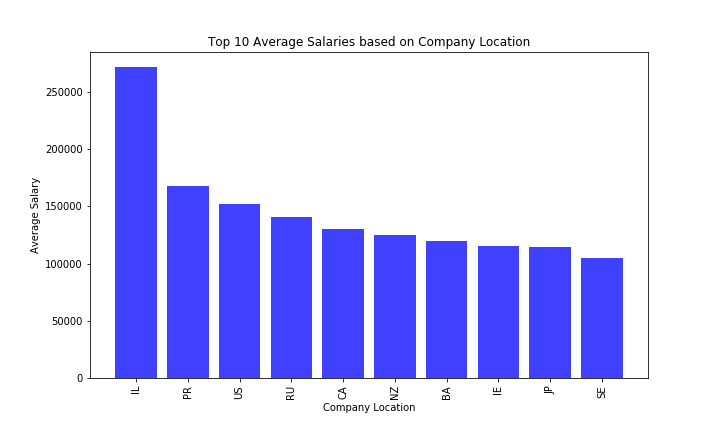 Top 10 Average Salaries based on Company Location
250000
200000
150000
100000
50000
0
Average Salary
IL
PR
US
RU
CA
NZ
BA
IE
JP
SE
Company Location